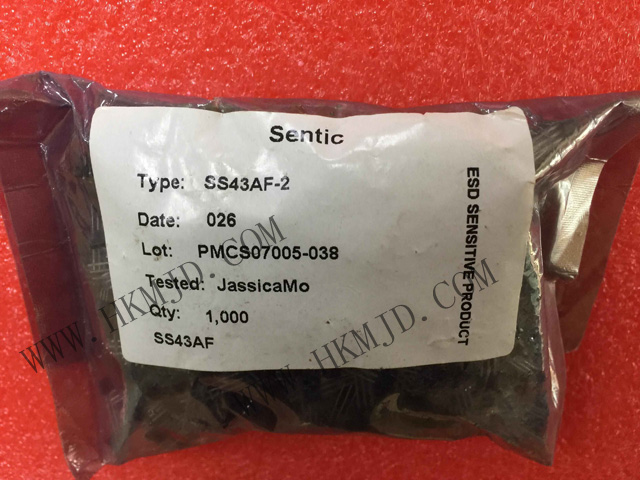 Sentic
Type: SS43AF-2
Date: 026
Lot: PMCS07005-038
Tested: JassicaMo
Qty: 1,000
SS43AF
ESD SENSITIVE PRODUCT
WWW.HKMJD.COM
WWW.HKMJD.COM